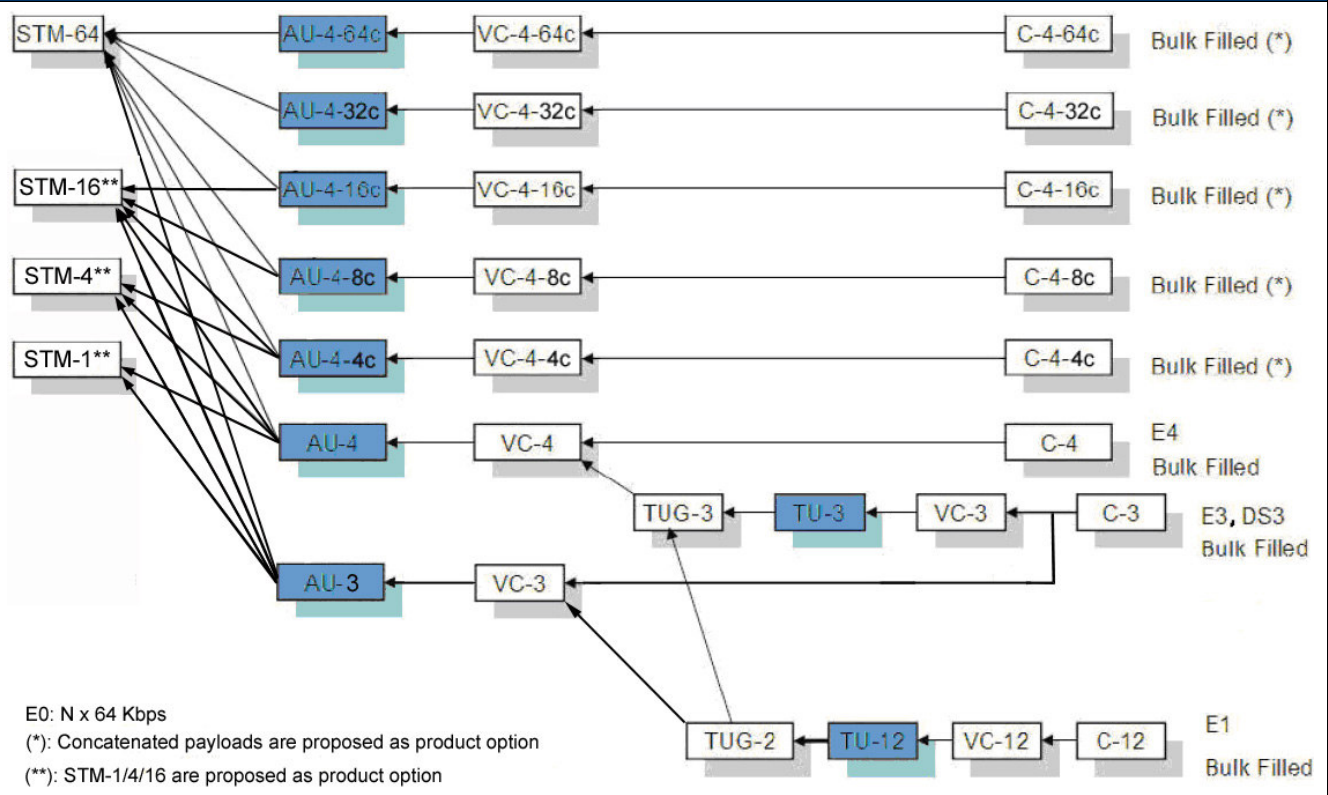 STM-64 AU-4-64c VC-4-64c C-4-64c Bulk Filled (*)
AU-4-32c VC-4-32c C-4-32c Bulk Filled (*)
STM-16** AU-4-16c VC-4-16c C-4-16c Bulk Filled (*)
STM-4** AU-4-8c VC-4-8c C-4-8c Bulk Filled (*)
STM-1** AU-4-4c VC-4-4c C-4-4c Bulk Filled (*)
AU-4 VC-4 C-4 E4
Bulk Filled
TUG-3 TU-3 VC-3 C-3 E3, DS3
Bulk Filled
AU-3 VC-3
TUG-2 TU-12 VC-12 C-12 E1
Bulk Filled
E0: N x 64 Kbps
(*): Concatenated payloads are proposed as product option
(**): STM-1/4/16 are proposed as product option